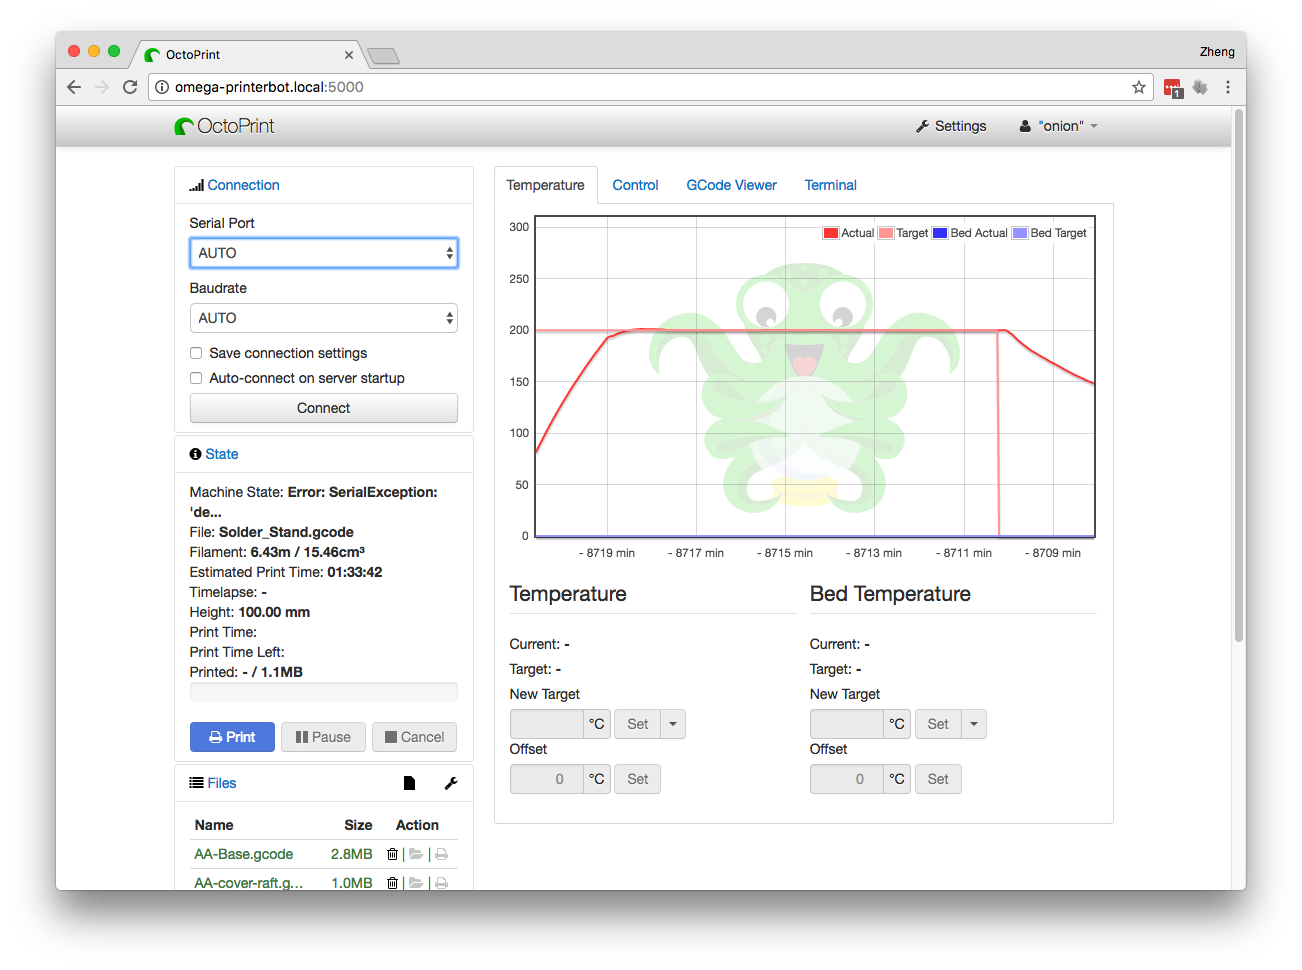 OctoPrint
Zheng
omega-printerbot.local:5000
1
OctoPrint
Settings
"onion"
Connection
Serial Port
AUTO
Baudrate
AUTO
Save connection settings
Auto-connect on server startup
Connect
State
Machine State: Error: SerialException:
'de...
File: Solder_Stand.gcode
Filament: 6.43m / 15.46cm³
Estimated Print Time: 01:33:42
Timelapse: -
Height: 100.00 mm
Print Time:
Print Time Left:
Printed: - / 1.1MB
Print Pause Cancel
Files
Name Size Action
AA-Base.gcode 2.8MB | |
AA-cover-raft.g... 1.0MB | |
Temperature Control GCode Viewer Terminal
Actual Target Bed Actual Bed Target
300
250
200
150
100
50
0
- 8719 min - 8717 min - 8715 min - 8713 min - 8711 min - 8709 min
Temperature
Current: -
Target: -
New Target
°C Set
Offset
0 °C Set
Bed Temperature
Current: -
Target: -
New Target
°C Set
Offset
0 °C Set